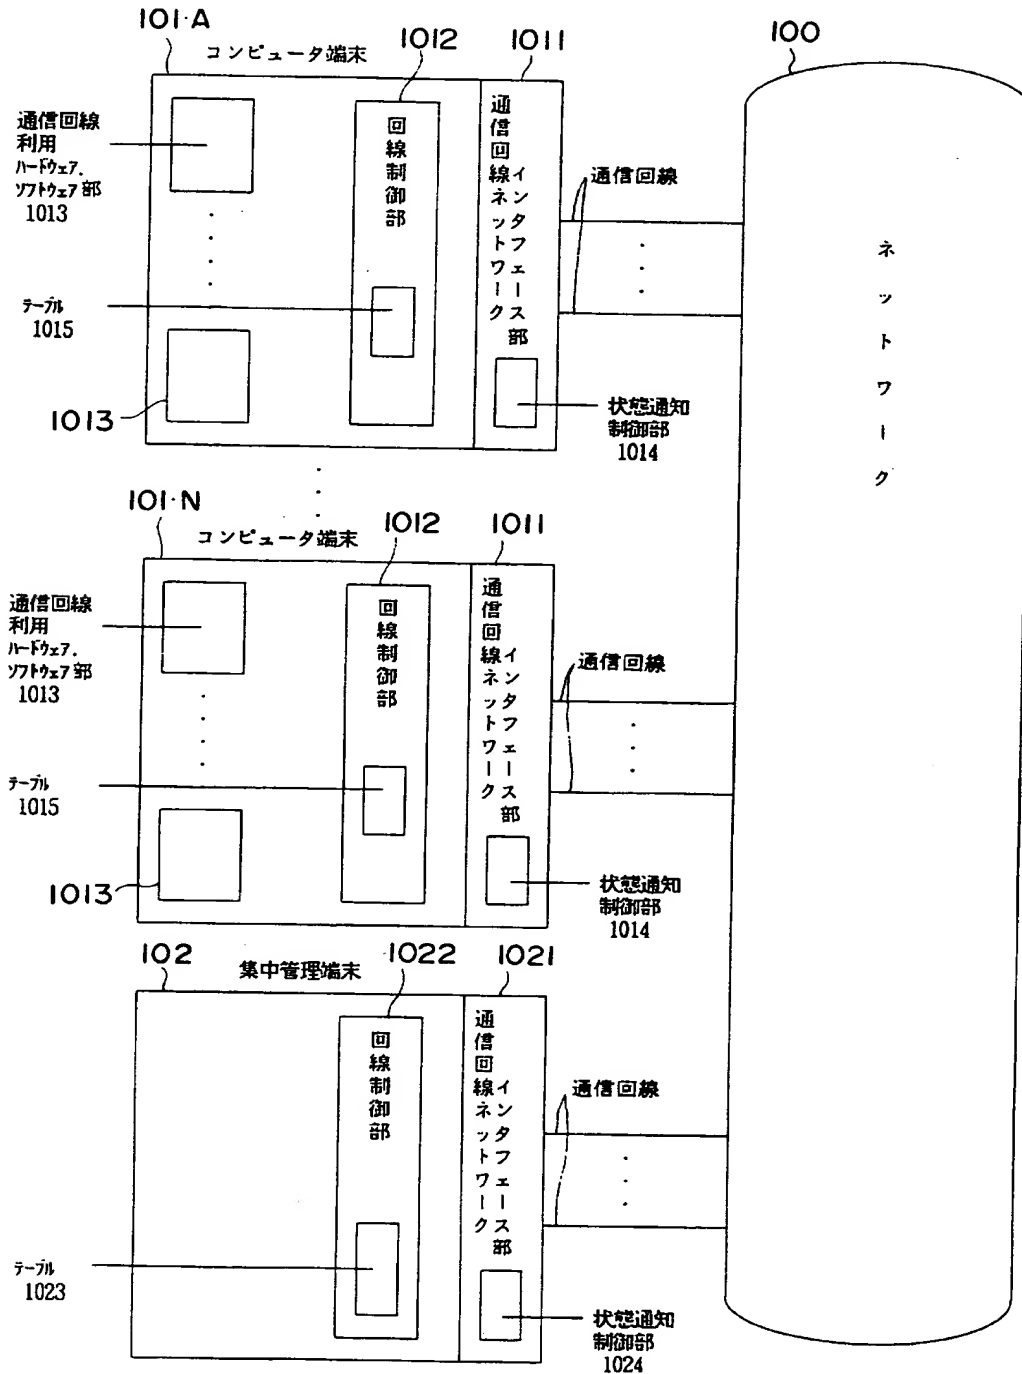 101·A
コンピュータ端末
1012
1011
100
通信回線
利用
ハードウェア.
ソフトウェア部
1013
回線制御部
通信回線ネットワーク
インタフェース部
通信回線
ネットワーク
テーブル
1015
1013
状態通知
制御部
1014
101·N
コンピュータ端末
1012
1011
通信回線
利用
ハードウェア.
ソフトウェア部
1013
回線制御部
通信回線ネットワーク
インタフェース部
通信回線
テーブル
1015
1013
状態通知
制御部
1014
102
集中管理端末
1022
1021
回線制御部
通信回線ネットワーク
インタフェース部
通信回線
テーブル
1023
状態通知
制御部
1024